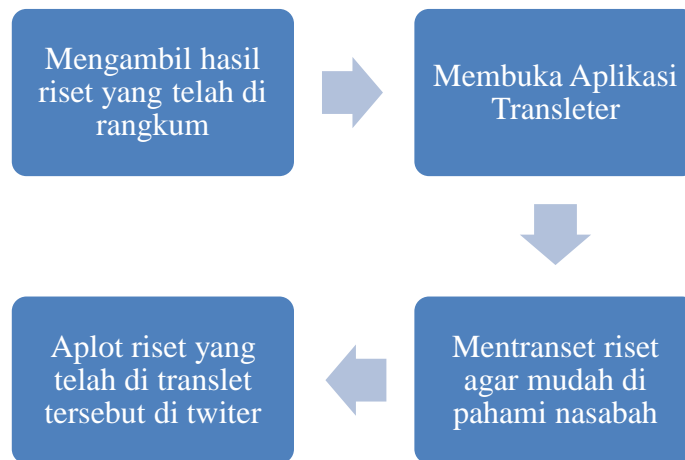 Mengambil hasil
riset yang telah di
rangkum
Membuka Aplikasi
Transleter
Mentranset riset
agar mudah di
pahami nasabah
Aplot riset yang
telah di translet
tersebut di twiter